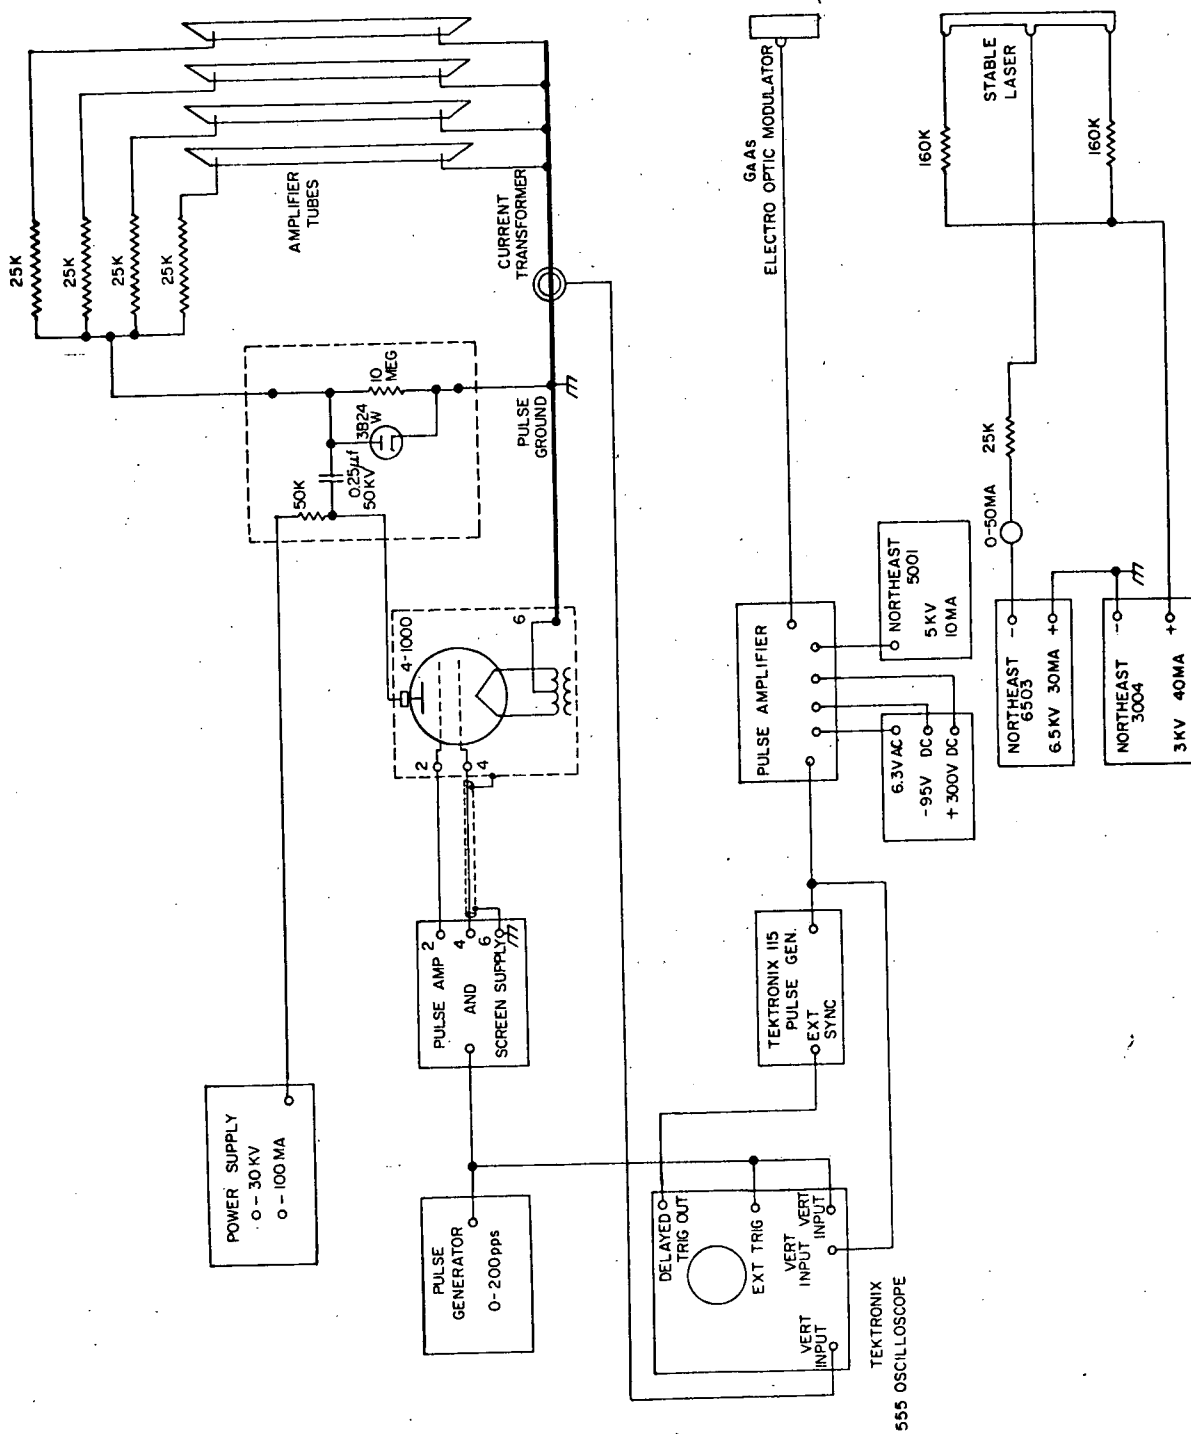 25K
25K
25K
25K
AMPLIFIER
TUBES
CURRENT
TRANSFORMER
10
MEG
3B24
W
0.25μf
50KV
50K
PULSE
GROUND
4-1000
6
2
4
PULSE AMP
AND
SCREEN SUPPLY
2
4
6
POWER SUPPLY
0-30KV
0-100MA
PULSE
GENERATOR
0-200pps
DELAYED
TRIG OUT
EXT TRIG
VERT
INPUT
VERT
INPUT
VERT
INPUT
TEKTRONIX
555 OSCILLOSCOPE
TEKTRONIX 115
PULSE GEN.
EXT
SYNC
PULSE AMPLIFIER
6.3V AC
-95V DC
+300V DC
NORTHEAST
5001
5KV
10MA
GAAS
ELECTRO OPTIC MODULATOR
STABLE
LASER
160K
160K
25K
0-50MA
NORTHEAST -
6503
6.5KV 30MA +
NORTHEAST -
3004
3KV 40MA +